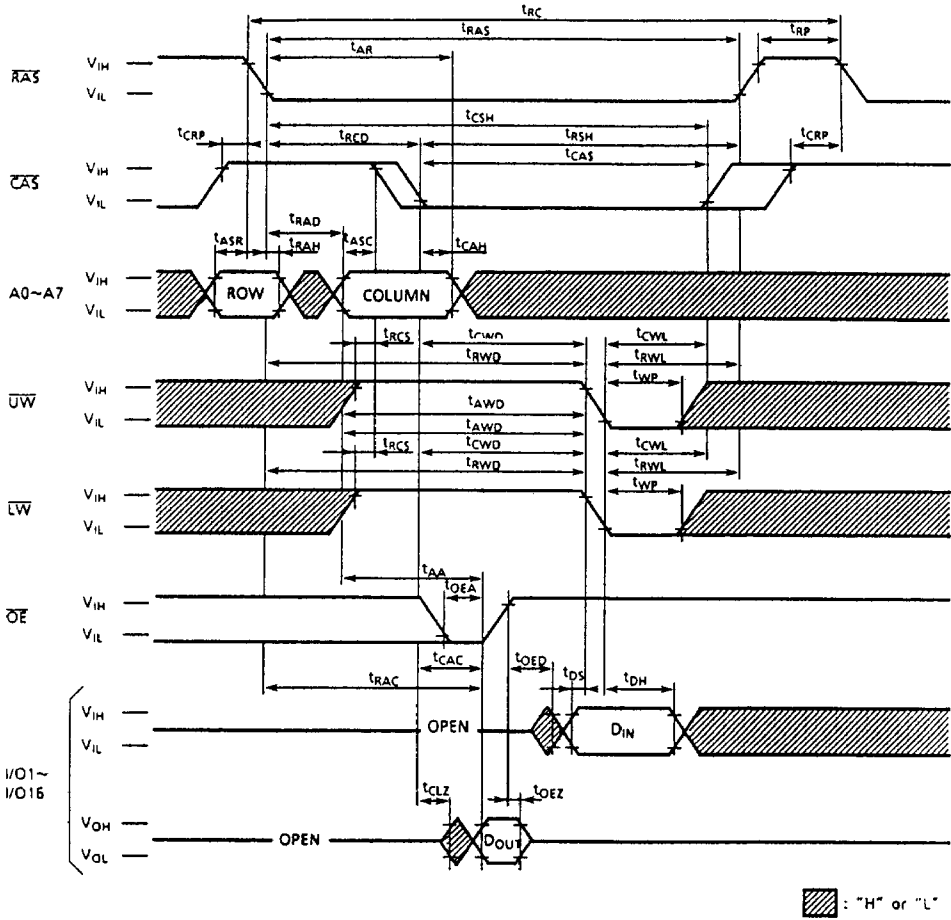 tRC
tRAS
tRP
tAR
RAS
VIH
VIL
tCSH
tCRP
tRCD
tRSH
tCRP
tCAS
CAS
VIH
VIL
tRAD
tASR
tRAH
tASC
tCAH
A0~A7
VIH
VIL
ROW
COLUMN
tRCS
tCWD
tCWL
tRWD
tRWL
tWP
UW
VIH
VIL
tAWD
tAWD
tRCS
tCWD
tCWL
tRWD
tRWL
tWP
LW
VIH
VIL
tAA
tOEA
OE
VIH
VIL
tCAC
tOED
tRAC
tDS
tDH
VIH
VIL
OPEN
DIN
I/O1~
I/O16
tCLZ
tOEZ
VOH
VOL
OPEN
DOUT
: "H" or "L"